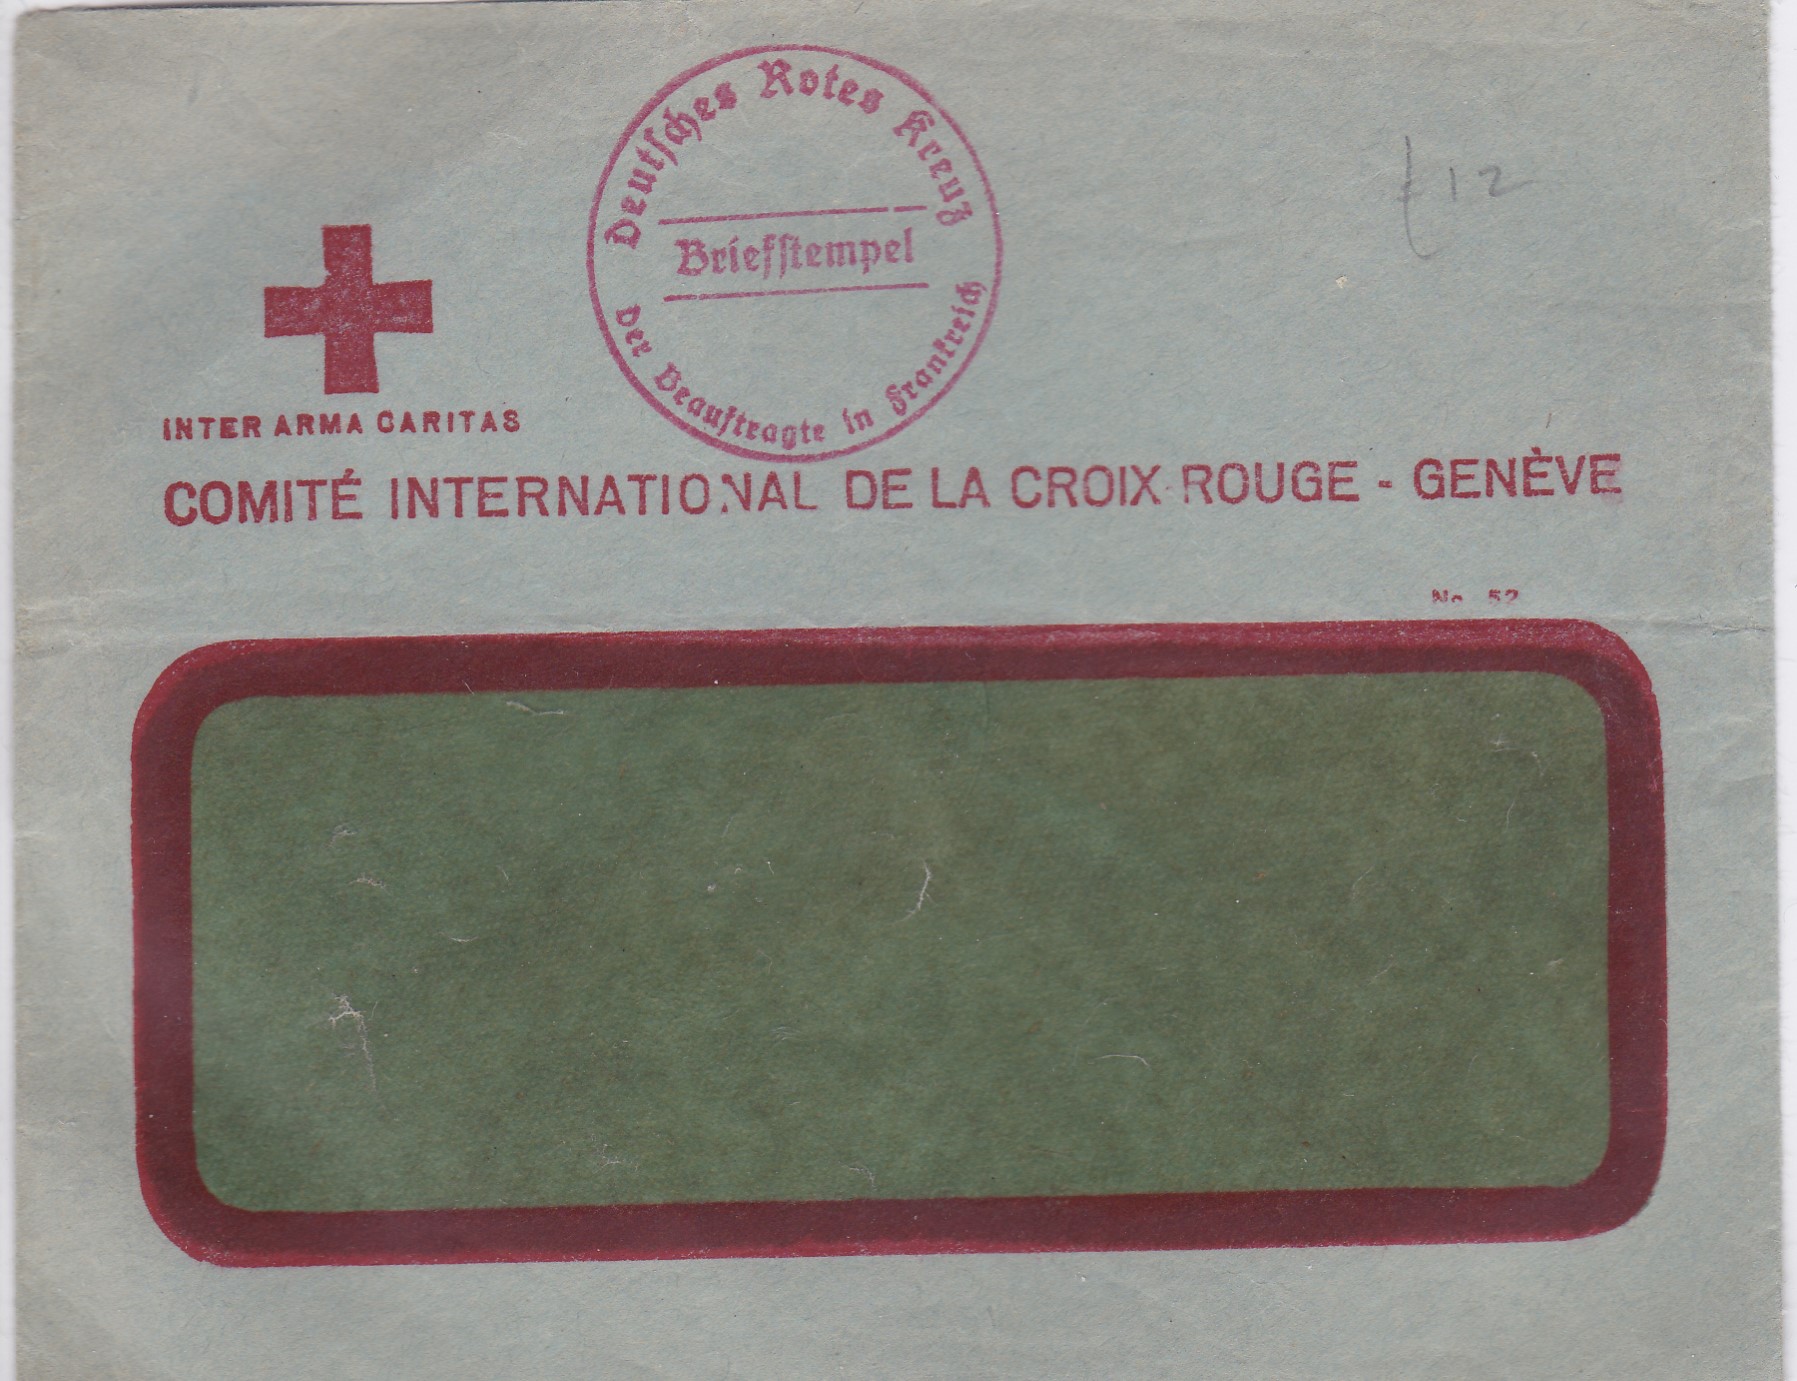 Deutsches Rotes Kreuz
Briefstempel
Der Beauftragte in Frankreich
£12
INTER ARMA CARITAS
COMITÉ INTERNATIONAL DE LA CROIX-ROUGE - GENÈVE
No 52